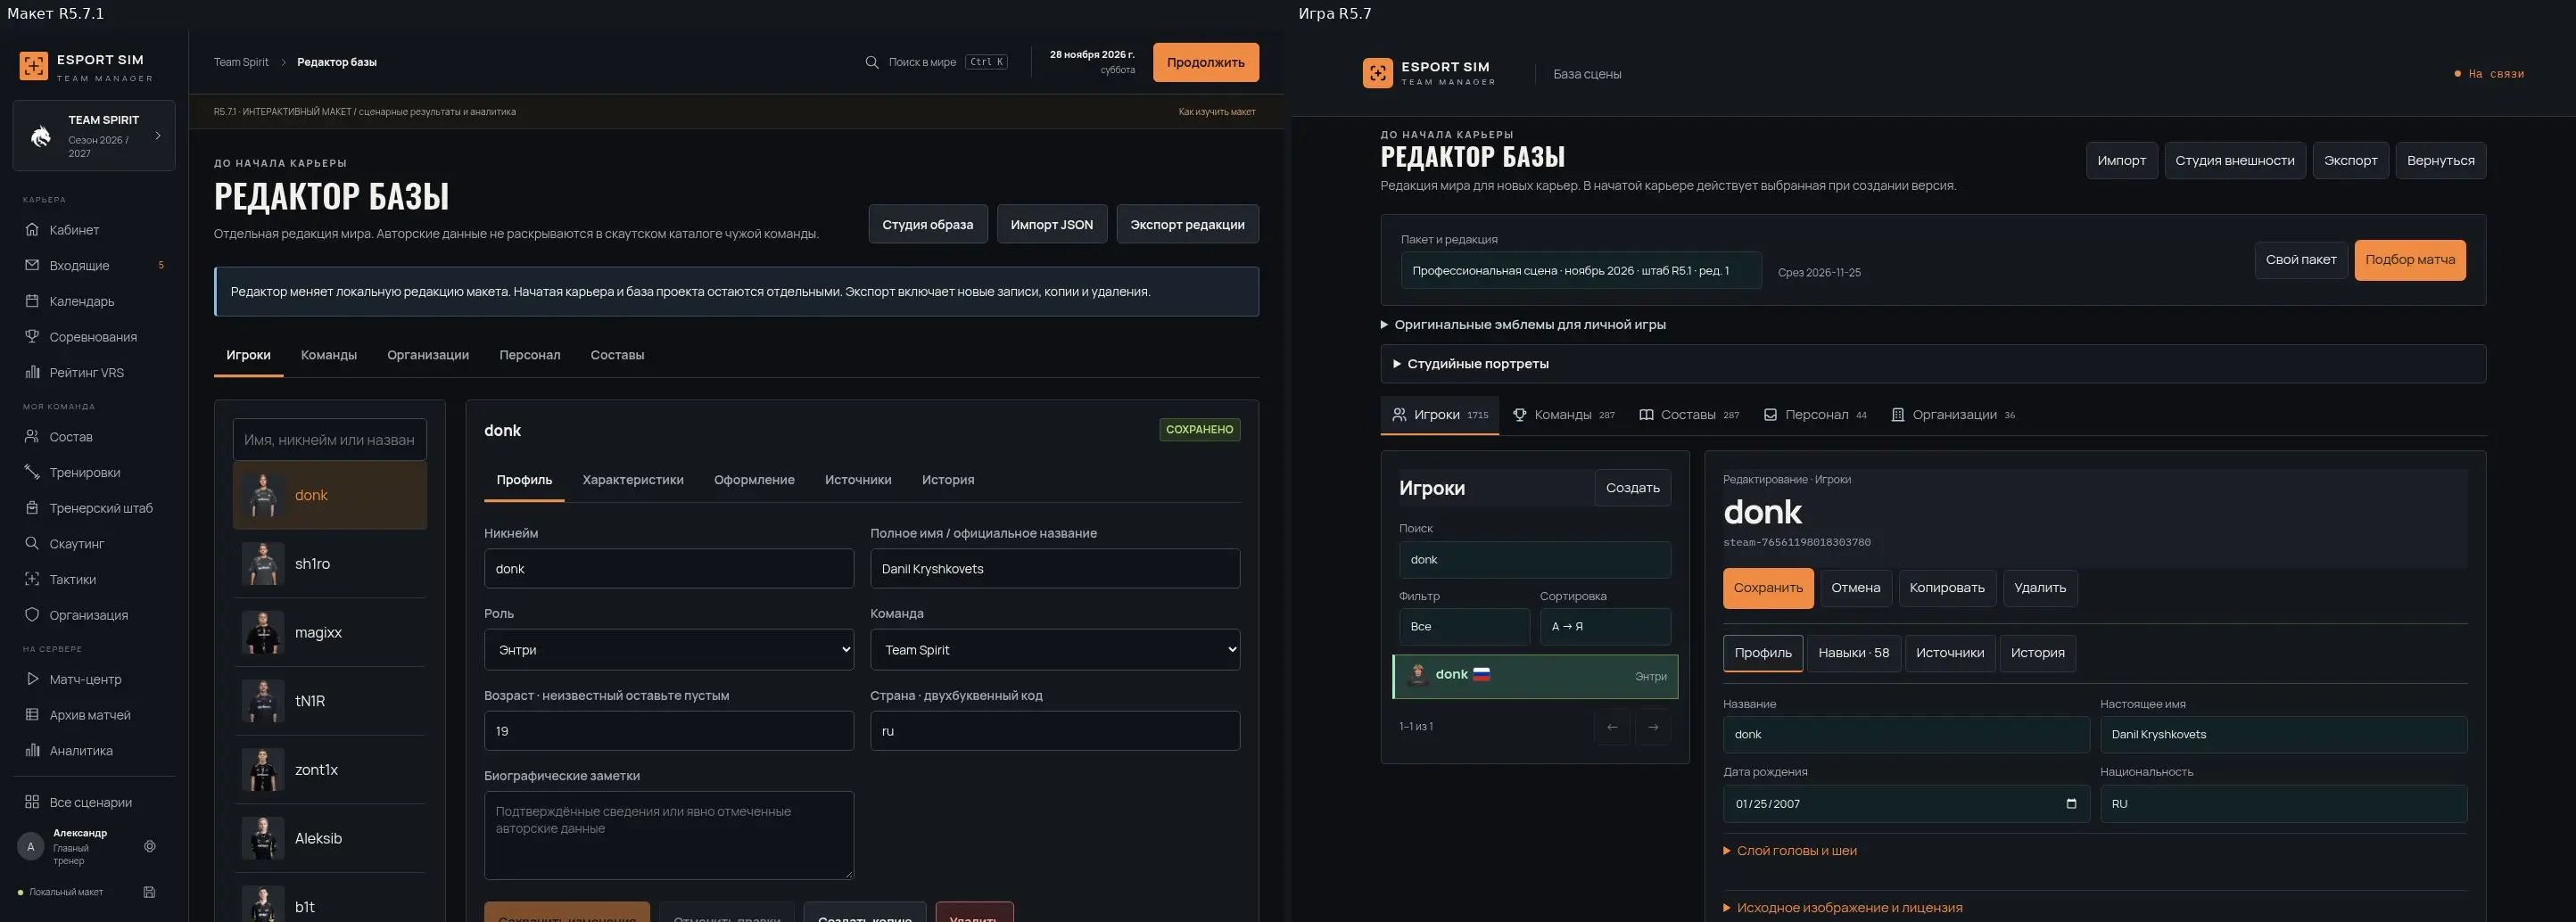 Макет R5.7.1
ESPORT SIM
TEAM MANAGER
TEAM SPIRIT
Сезон 2026 /
2027
КАРЬЕРА
Кабинет
Входящие 5
Календарь
Соревнования
Рейтинг VRS
МОЯ КОМАНДА
Состав
Тренировки
Тренерский штаб
Скаутинг
Тактики
Организация
НА СЕРВЕРЕ
Матч-центр
Архив матчей
Аналитика
Все сценарии
А
Александр
Главный
тренер
Локальный макет
Team Spirit > Редактор базы
Поиск в мире Ctrl K
28 ноября 2026 г.
суббота
Продолжить
R5.7.1 · ИНТЕРАКТИВНЫЙ МАКЕТ / сценарные результаты и аналитика
Как изучить макет
ДО НАЧАЛА КАРЬЕРЫ
РЕДАКТОР БАЗЫ
Отдельная редакция мира. Авторские данные не раскрываются в скаутском каталоге чужой команды.
Студия образа Импорт JSON Экспорт редакции
Редактор меняет локальную редакцию макета. Начатая карьера и база проекта остаются отдельными. Экспорт включает новые записи, копии и удаления.
Игроки Команды Организации Персонал Составы
Имя, никнейм или назван
donk
sh1ro
magixx
tN1R
zont1x
Aleksib
b1t
donk СОХРАНЕНО
Профиль Характеристики Оформление Источники История
Никнейм Полное имя / официальное название
donk Danil Kryshkovets
Роль Команда
Энтри Team Spirit
Возраст · неизвестный оставьте пустым Страна · двухбуквенный код
19 ru
Биографические заметки
Подтверждённые сведения или явно отмеченные
авторские данные
Сохранить изменения Отменить правки Создать копию Удалить
Игра R5.7
ESPORT SIM
TEAM MANAGER
База сцены
На связи
ДО НАЧАЛА КАРЬЕРЫ
РЕДАКТОР БАЗЫ
Редакция мира для новых карьер. В начатой карьере действует выбранная при создании версия.
Импорт Студия внешности Экспорт Вернуться
Пакет и редакция
Профессиональная сцена · ноябрь 2026 · штаб R5.1 · ред. 1 Срез 2026-11-25
Свой пакет Подбор матча
Оригинальные эмблемы для личной игры
Студийные портреты
Игроки 1715 Команды 287 Составы 287 Персонал 44 Организации 36
Игроки Создать
Поиск
donk
Фильтр Сортировка
Все А → Я
donk Энтри
1–1 из 1 ← →
Редактирование · Игроки
donk
steam-76561198018303780
Сохранить Отмена Копировать Удалить
Профиль Навыки · 58 Источники История
Название Настоящее имя
donk Danil Kryshkovets
Дата рождения Национальность
01/25/2007 RU
Слой головы и шеи
Исходное изображение и лицензия